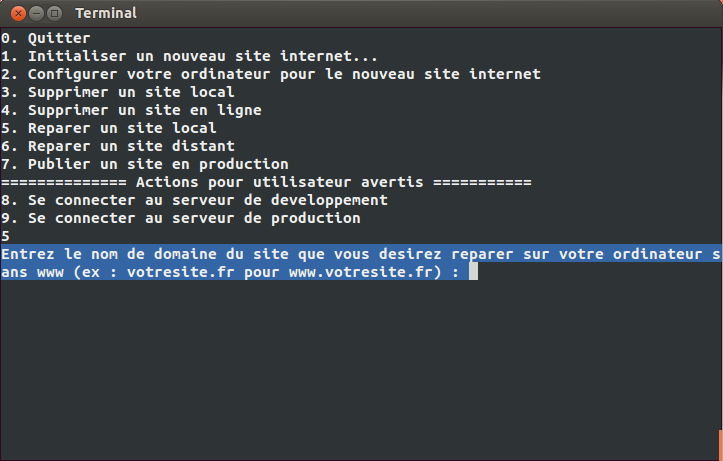 Terminal
0. Quitter
1. Initialiser un nouveau site internet...
2. Configurer votre ordinateur pour le nouveau site internet
3. Supprimer un site local
4. Supprimer un site en ligne
5. Reparer un site local
6. Reparer un site distant
7. Publier un site en production
============== Actions pour utilisateur avertis ===========
8. Se connecter au serveur de developpement
9. Se connecter au serveur de production
5
Entrez le nom de domaine du site que vous desirez reparer sur votre ordinateur s
ans www (ex : votresite.fr pour www.votresite.fr) :